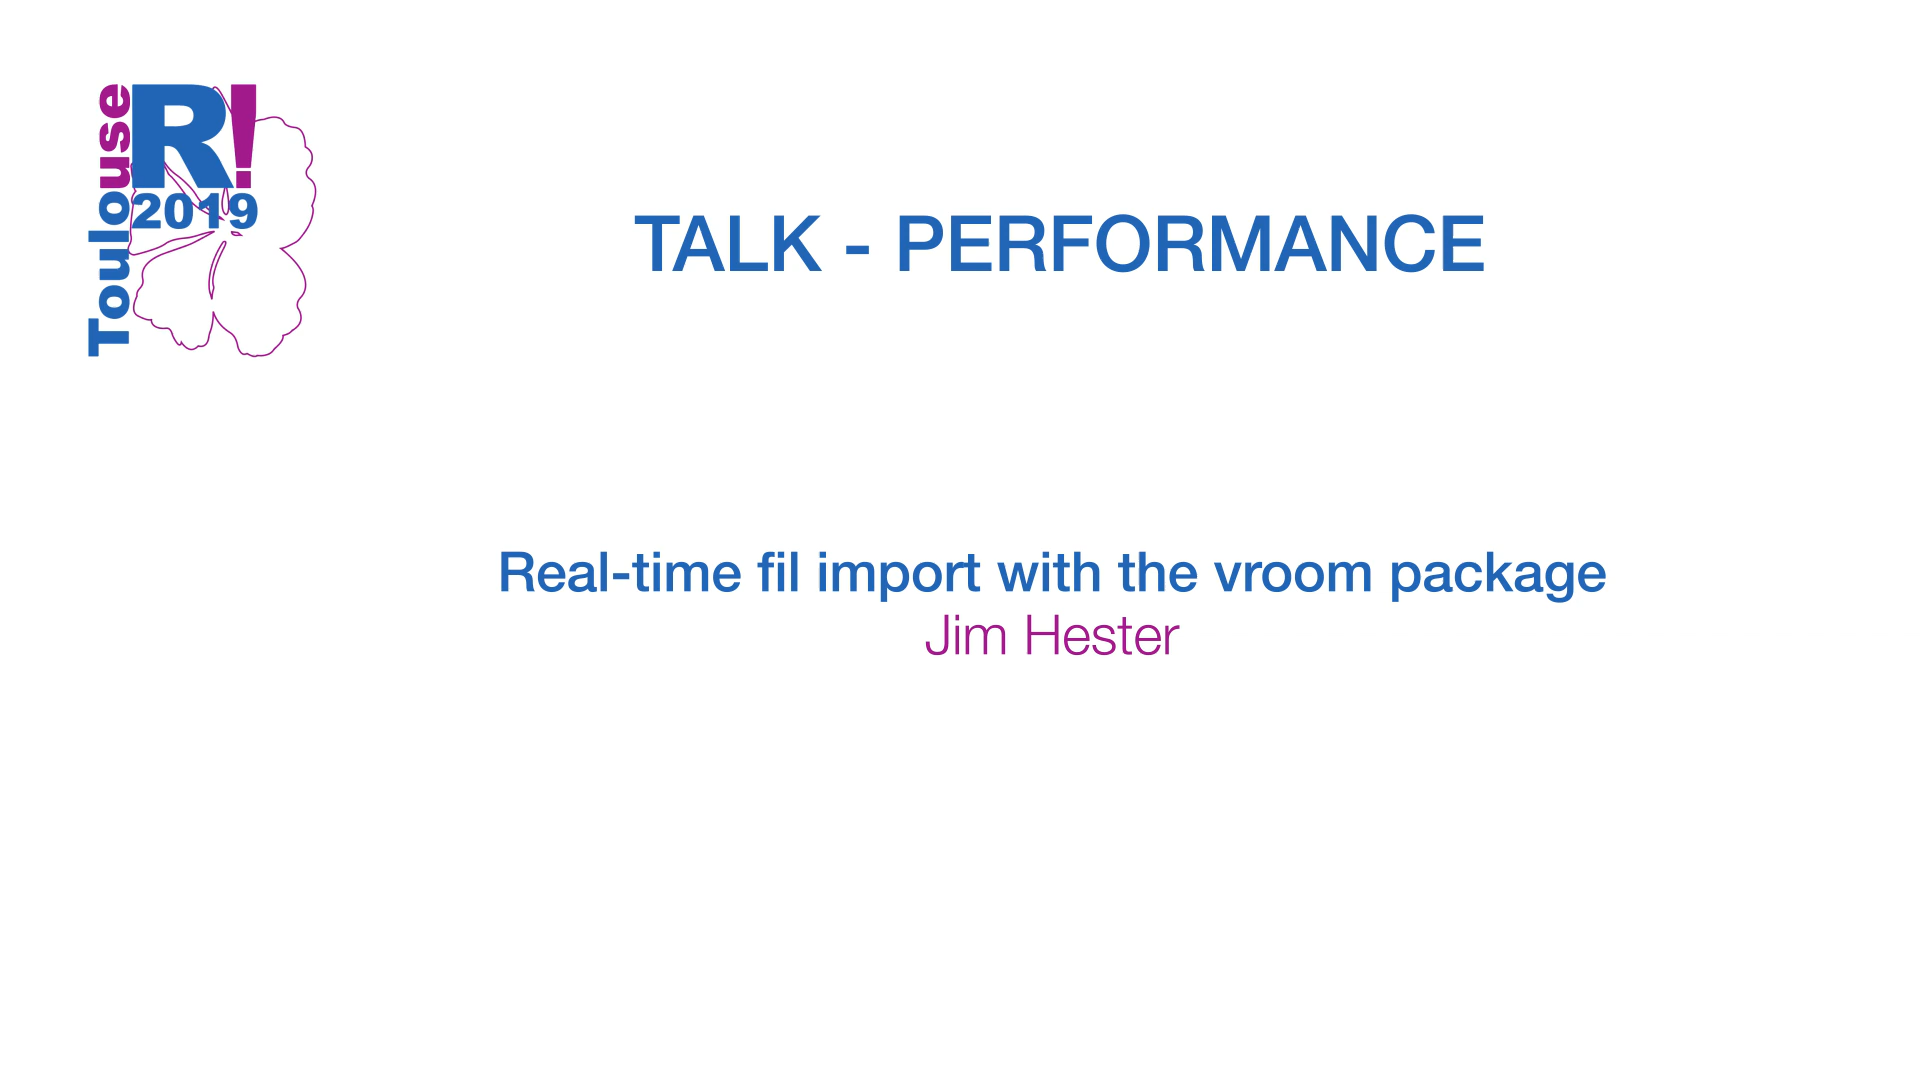 Toulouse
R!
2019
TALK - PERFORMANCE
Real-time fil import with the vroom package
Jim Hester